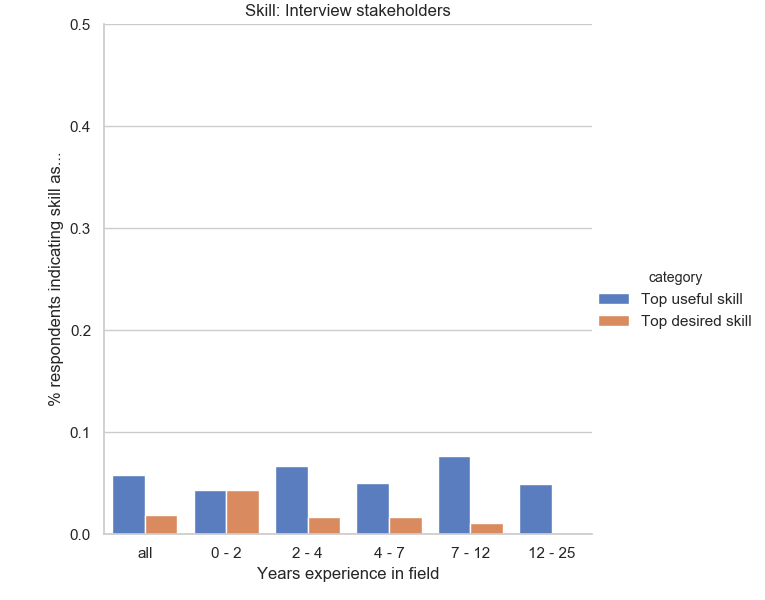 Skill: Interview stakeholders
0.5
0.4
0.3
0.2
0.1
0.0
% respondents indicating skill as...
all
0 - 2
2 - 4
4 - 7
7 - 12
12 - 25
Years experience in field
category
Top useful skill
Top desired skill